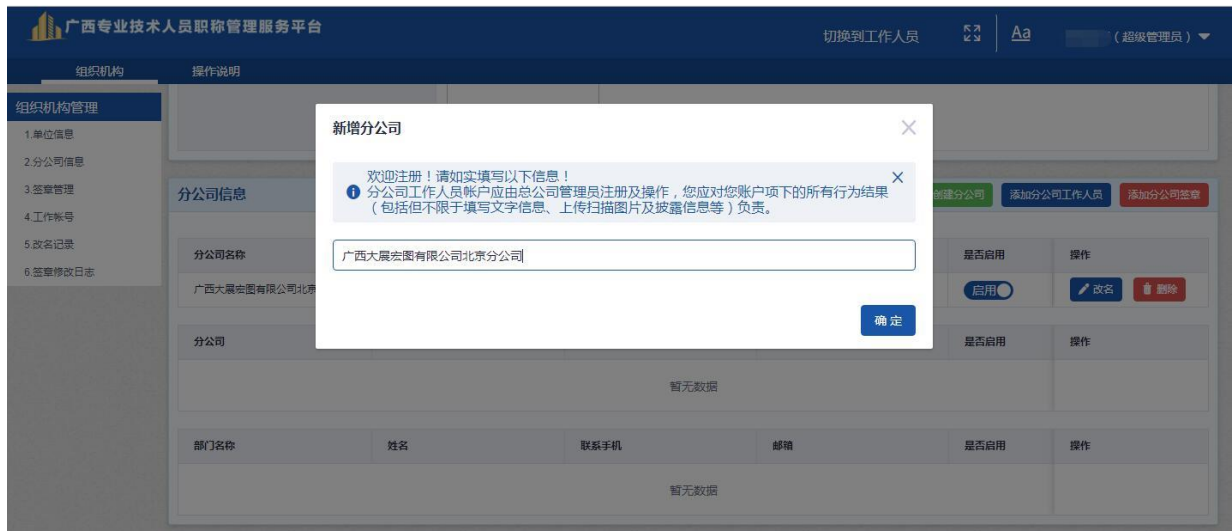 广西专业技术人员职称管理服务平台
切换到工作人员
Aa
（超级管理员）
组织机构
操作说明
组织机构管理
1.单位信息
2.分公司信息
3.签章管理
4.工作帐号
5.改名记录
6.签章修改日志
新增分公司
欢迎注册！请如实填写以下信息！
分公司工作人员帐户应由总公司管理员注册及操作，您应对您账户项下的所有行为结果
（包括但不限于填写文字信息、上传扫描图片及披露信息等）负责。
广西大展宏图有限公司北京分公司
确定
分公司信息
创建分公司 添加分公司工作人员 添加分公司签章
分公司名称 是否启用 操作
广西大展宏图有限公司北京 启用 改名 删除
分公司 是否启用 操作
暂无数据
部门名称 姓名 联系手机 邮箱 是否启用 操作
暂无数据